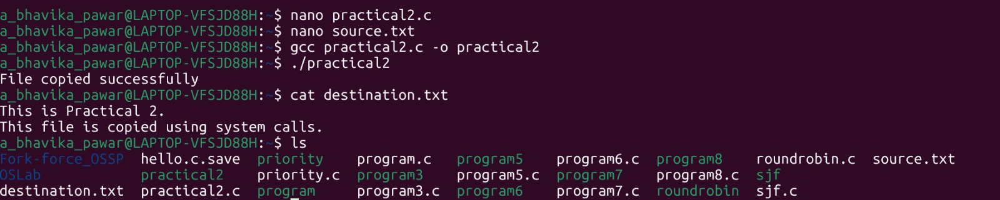 a_bhavika_pawar@LAPTOP-VFSJD88H:~$ nano practical2.c
a_bhavika_pawar@LAPTOP-VFSJD88H:~$ nano source.txt
a_bhavika_pawar@LAPTOP-VFSJD88H:~$ gcc practical2.c -o practical2
a_bhavika_pawar@LAPTOP-VFSJD88H:~$ ./practical2
File copied successfully
a_bhavika_pawar@LAPTOP-VFSJD88H:~$ cat destination.txt
This is Practical 2.
This file is copied using system calls.
a_bhavika_pawar@LAPTOP-VFSJD88H:~$ ls
Fork-force_OSSP hello.c.save priority program.c program5 program6.c program8 roundrobin.c source.txt
OSLab practical2 priority.c program3 program5.c program7 program8.c sjf
destination.txt practical2.c program program3.c program6 program7.c roundrobin sjf.c